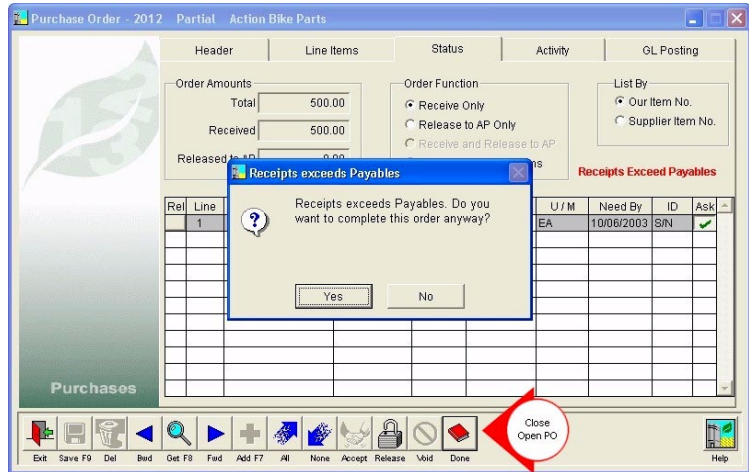 Purchase Order - 2012 Partial Action Bike Parts
Header Line Items Status Activity GL Posting
Order Amounts
Total 500.00
Received 500.00
Released to AP 0.00
Order Function
Receive Only
Release to AP Only
Receive and Release to AP
ms
List By
Our Item No.
Supplier Item No.
Receipts Exceed Payables
Receipts exceeds Payables
Receipts exceeds Payables. Do you
want to complete this order anyway?
Yes No
Rel Line U / M Need By ID Ask
1 EA 10/06/2003 S/N
Purchases
Close
Open PO
Exit Save F9 Del Bwd Get F8 Fwd Add F7 All None Accept Release Void Done Help